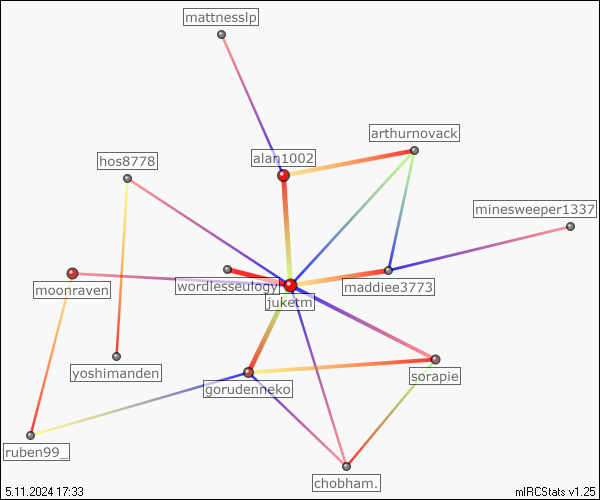 mattnesslp
arthurnovack
alan1002
hos8778
minesweeper1337
moonraven
wordlesseulogy
maddiee3773
juketm
yoshimanden
sorapie
gorudenneko
ruben99_
chobham.
5.11.2024 17:33
mIRCStats v1.25